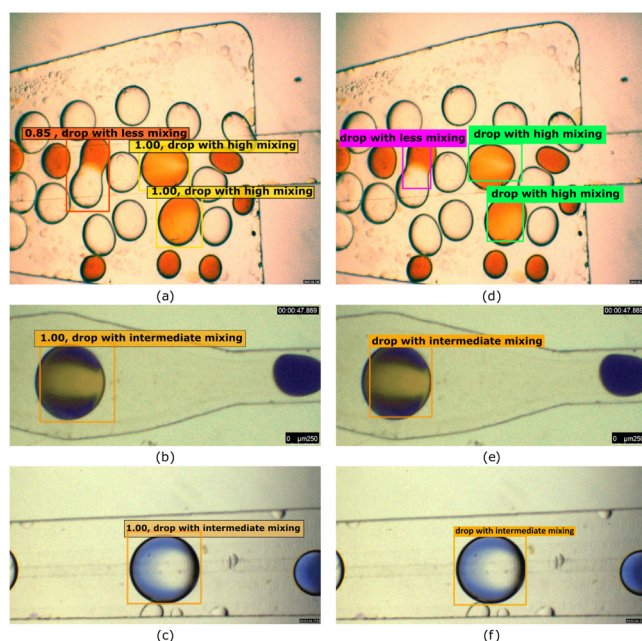 0.85 , drop with less mixing
1.00, drop with high mixing
1.00, drop with high mixing
(a)
drop with less mixing
drop with high mixing
drop with high mixing
(d)
00:00:47.869
1.00, drop with intermediate mixing
0 µm250
(b)
00:00:47.869
drop with intermediate mixing
0 µm250
(e)
1.00, drop with intermediate mixing
(c)
drop with intermediate mixing
(f)